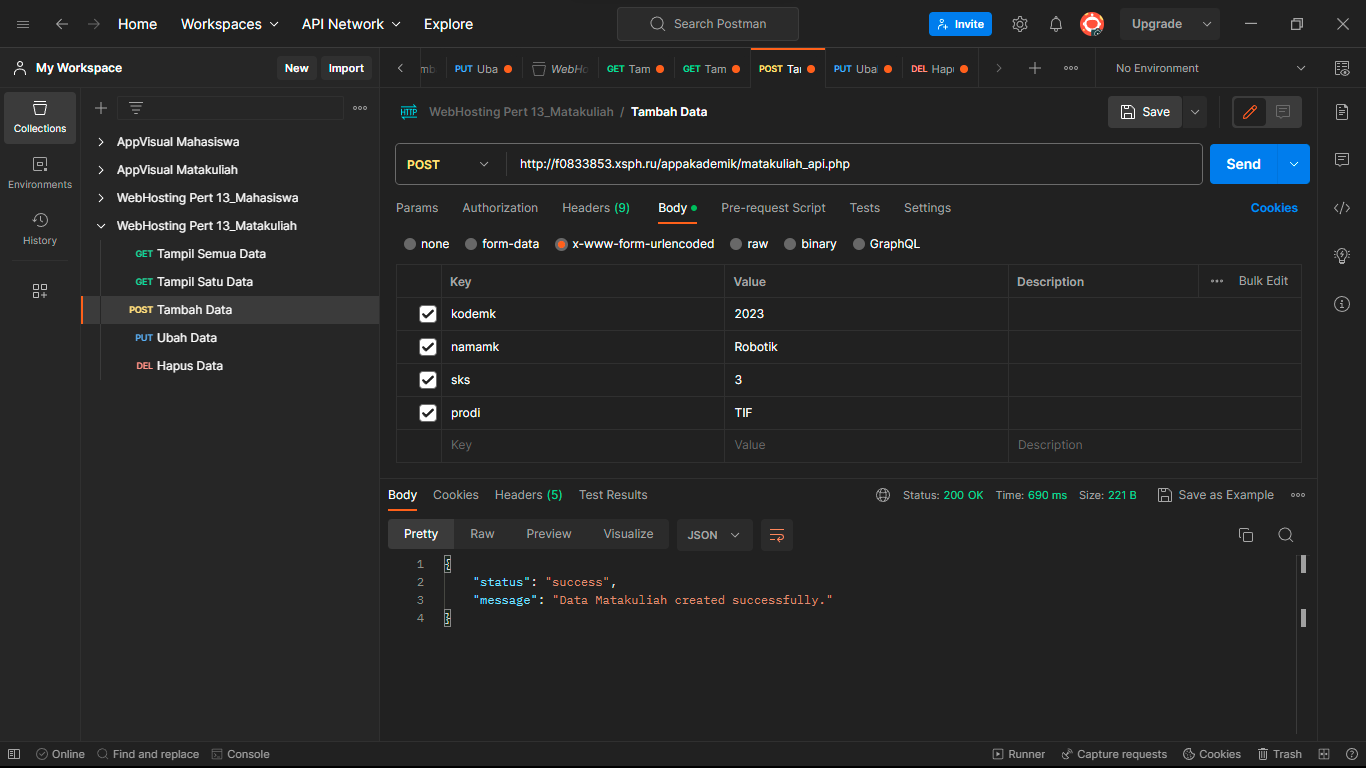 Home Workspaces API Network Explore Search Postman Invite Upgrade
My Workspace New Import
PUT Uba GET Tam GET Tam POST Ta PUT Uba DEL Hap No Environment
Collections
Environments
History
AppVisual Mahasiswa
AppVisual Matakuliah
WebHosting Pert 13_Mahasiswa
WebHosting Pert 13_Matakuliah
GET Tampil Semua Data
GET Tampil Satu Data
POST Tambah Data
PUT Ubah Data
DEL Hapus Data
HTTP WebHosting Pert 13_Matakuliah / Tambah Data Save
POST http://f0833853.xsph.ru/appakademik/matakuliah_api.php Send
Params Authorization Headers (9) Body Pre-request Script Tests Settings Cookies
none form-data x-www-form-urlencoded raw binary GraphQL
Key Value Description Bulk Edit
kodemk 2023
namamk Robotik
sks 3
prodi TIF
Key Value Description
Body Cookies Headers (5) Test Results Status: 200 OK Time: 690 ms Size: 221 B Save as Example
Pretty Raw Preview Visualize JSON
1 {
2 "status": "success",
3 "message": "Data Matakuliah created successfully."
4 }
Online Find and replace Console Runner Capture requests Cookies Trash